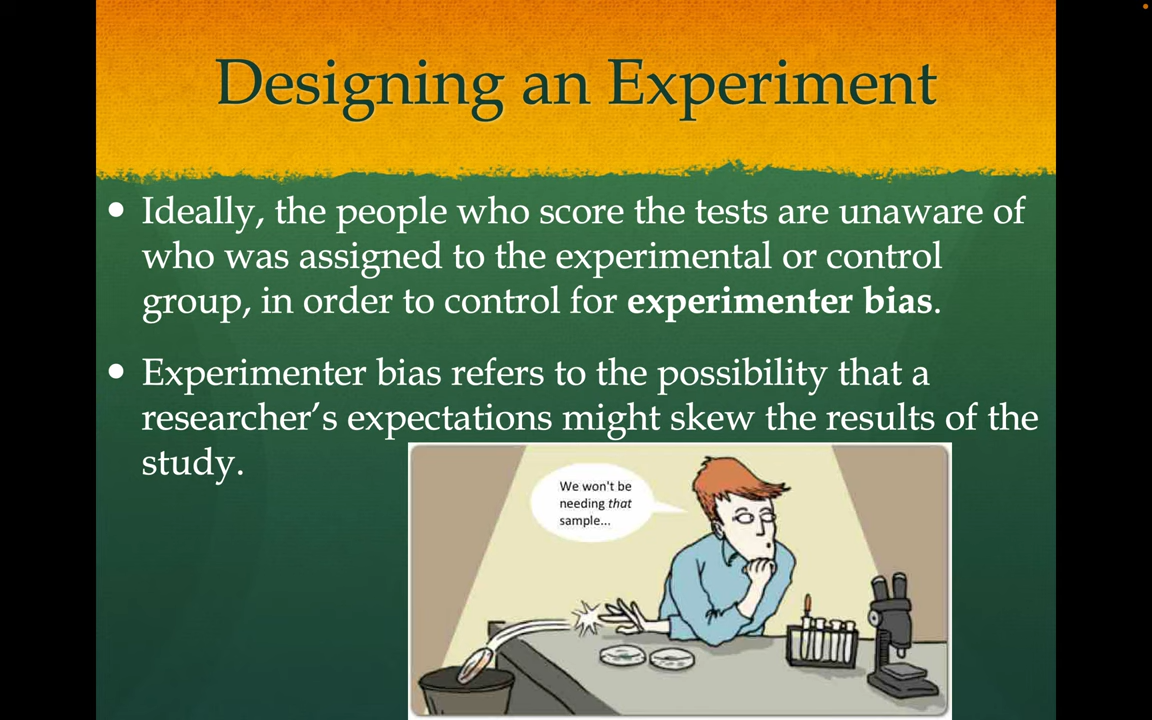 Designing an Experiment
• Ideally, the people who score the tests are unaware of
who was assigned to the experimental or control
group, in order to control for experimenter bias.
• Experimenter bias refers to the possibility that a
researcher’s expectations might skew the results of the
study.
We won't be
needing that
sample...